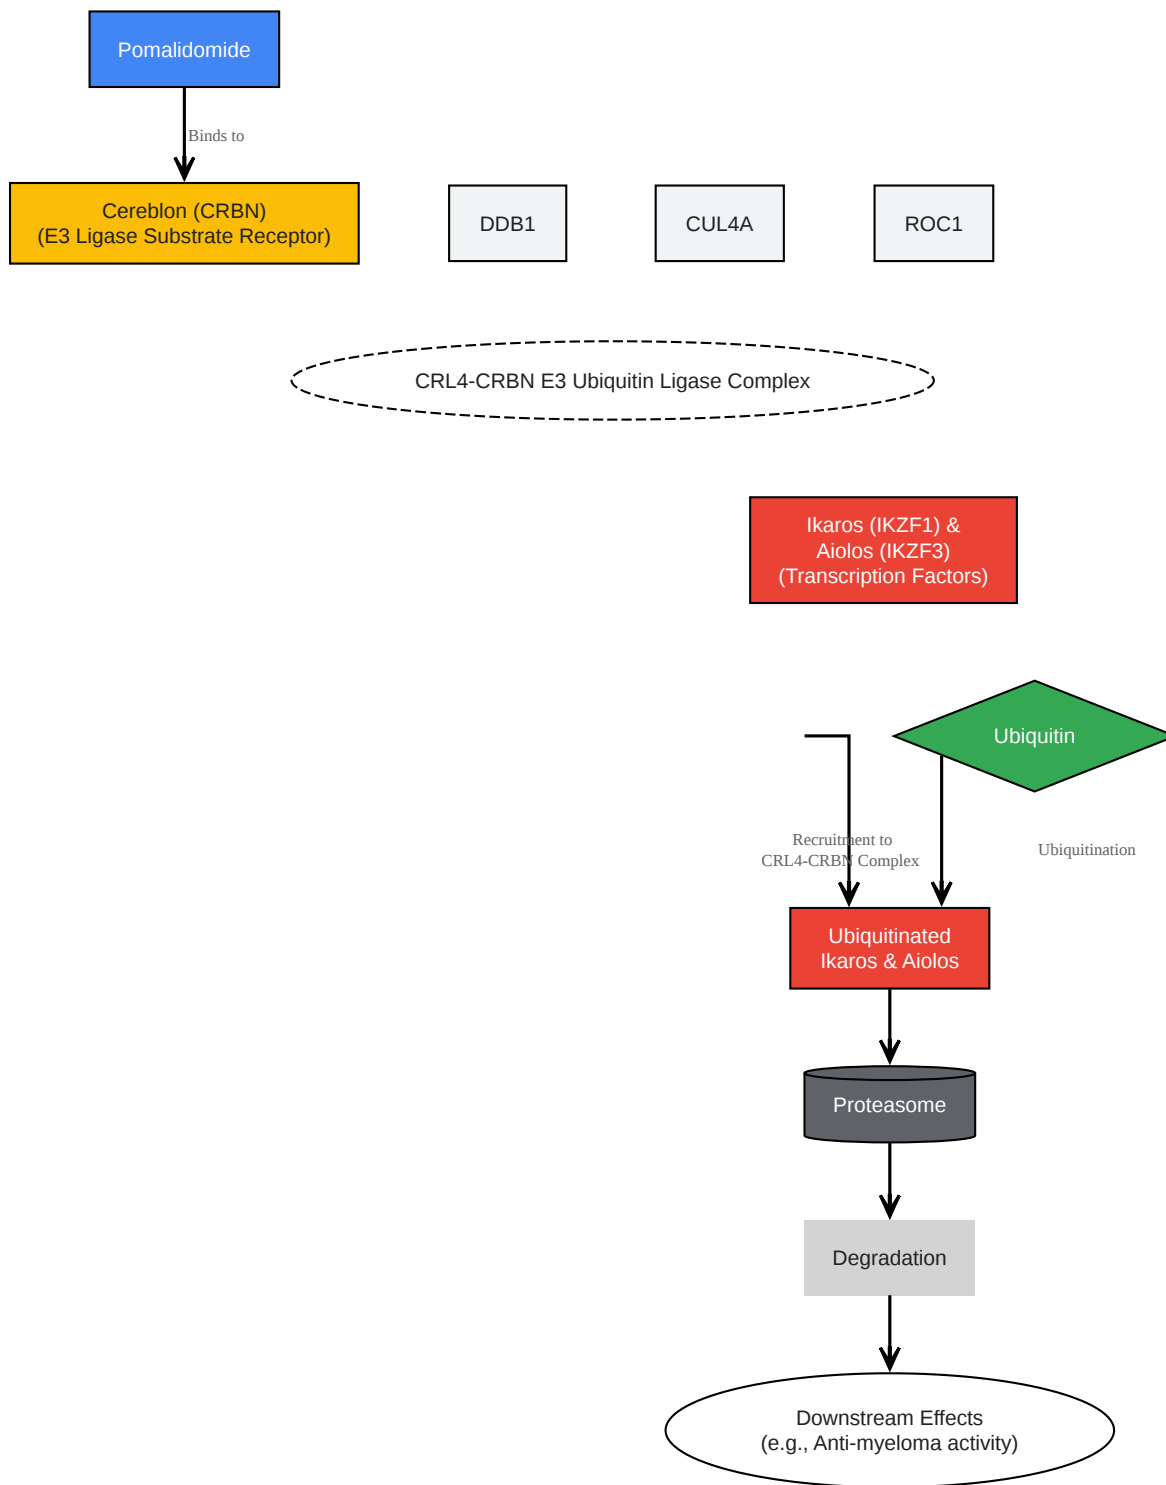 Pomalidomide
Binds to
Cereblon (CRBN)
(E3 Ligase Substrate Receptor)
DDB1
CUL4A
ROC1
CRL4-CRBN E3 Ubiquitin Ligase Complex
Ikaros (IKZF1) &
Aiolos (IKZF3)
(Transcription Factors)
Ubiquitin
Recruitment to
CRL4-CRBN Complex
Ubiquitination
Ubiquitinated
Ikaros & Aiolos
Proteasome
Degradation
Downstream Effects
(e.g., Anti-myeloma activity)